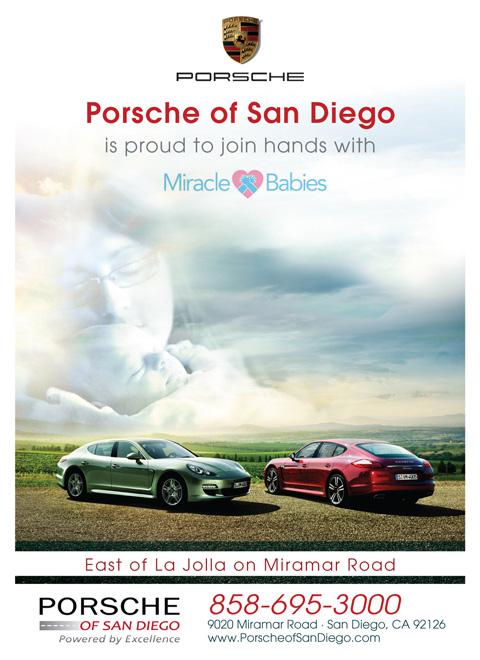 PORSCHE
Porsche of San Diego
is proud to join hands with
Miracle Babies
East of La Jolla on Miramar Road
PORSCHE
OF SAN DIEGO
Powered by Excellence
858-695-3000
9020 Miramar Road · San Diego, CA 92126
www.PorscheofSanDiego.com